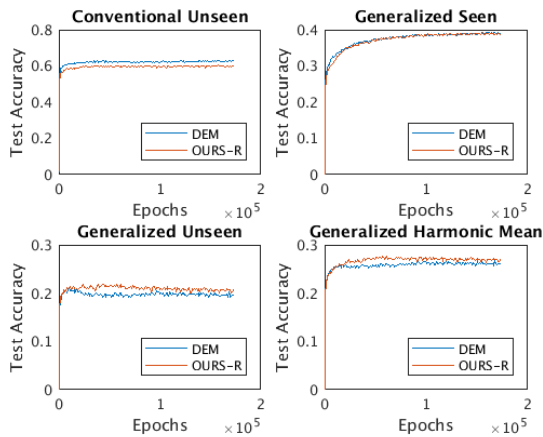 Conventional Unseen
Test Accuracy
0.8
0.6
0.4
0.2
0
DEM
OURS-R
0 1 2
Epochs ×10^5
Generalized Seen
Test Accuracy
0.4
0.3
0.2
0.1
0
DEM
OURS-R
0 1 2
Epochs ×10^5
Generalized Unseen
Test Accuracy
0.3
0.2
0.1
0
DEM
OURS-R
0 1 2
Epochs ×10^5
Generalized Harmonic Mean
Test Accuracy
0.3
0.2
0.1
0
DEM
OURS-R
0 1 2
Epochs ×10^5